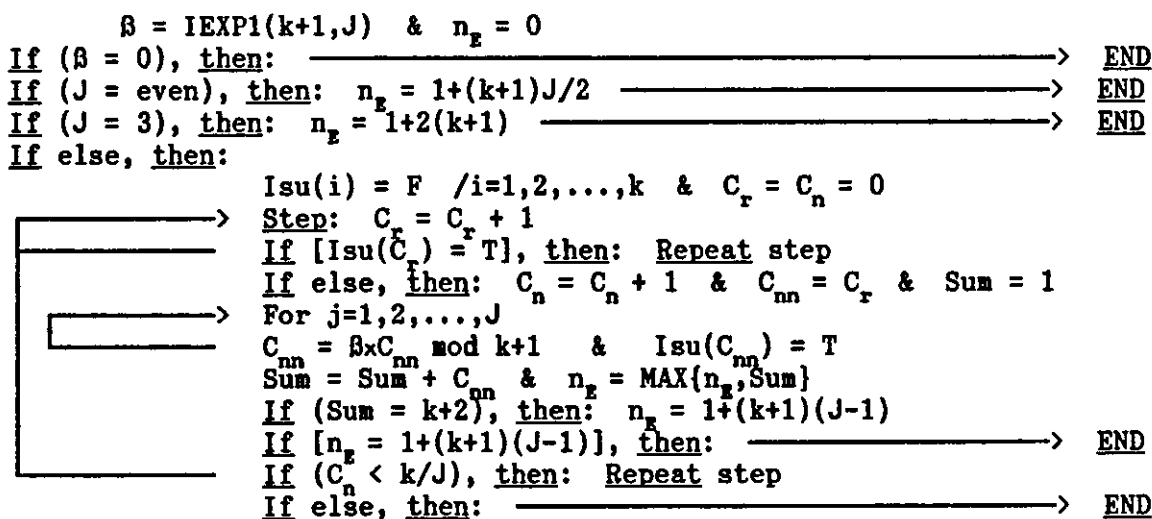 β = IEXP1(k+1,J) & n_E = 0
If (β = 0), then: ⟶ END
If (J = even), then: n_E = 1+(k+1)J/2 ⟶ END
If (J = 3), then: n_E = 1+2(k+1) ⟶ END
If else, then:
Isu(i) = F /i=1,2,...,k & C_r = C_n = 0
Step: C_r = C_r + 1
If [Isu(C_r) = T], then: Repeat step
If else, then: C_n = C_n + 1 & C_nn = C_r & Sum = 1
For j=1,2,...,J
C_nn = βxC_nn mod k+1 & Isu(C_nn) = T
Sum = Sum + C_nn & n_E = MAX{n_E,Sum}
If (Sum = k+2), then: n_E = 1+(k+1)(J-1)
If [n_E = 1+(k+1)(J-1)], then: ⟶ END
If (C_n < k/J), then: Repeat step
If else, then: ⟶ END